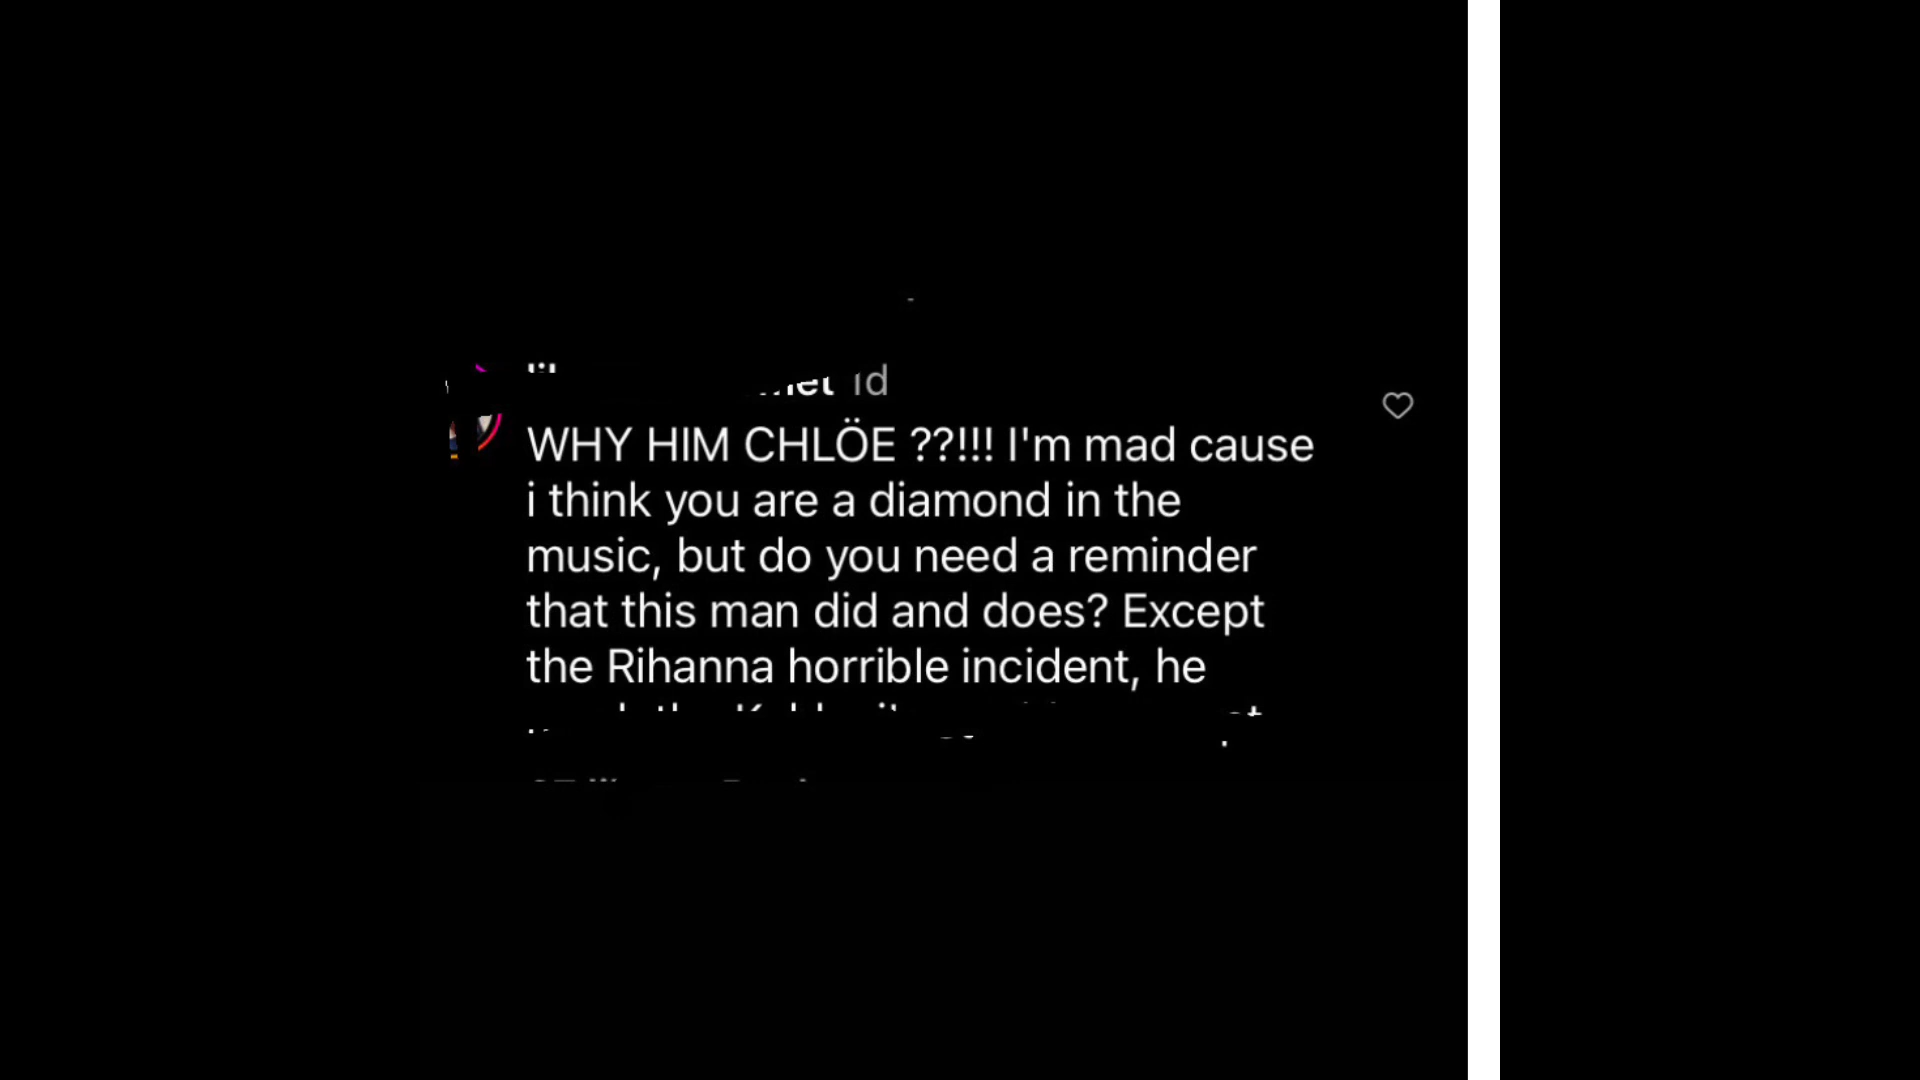 WHY HIM CHLÖE ??!!! I'm mad cause
i think you are a diamond in the
music, but do you need a reminder
that this man did and does? Except
the Rihanna horrible incident, he